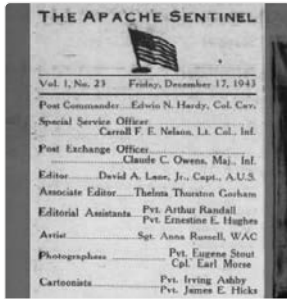 THE APACHE SENTINEL
Vol. 1, No. 23 Friday, December 17, 1943
Post Commander....Edwin N. Hardy, Col. Cav.
Special Service Officer
Carroll F. E. Nelson, Lt. Col., Inf.
Post Exchange Officer
Claude C. Owens, Maj., Inf.
Editor........David A. Lane, Jr., Capt., A.U.S.
Associate Editor....Thelma Thurston Gorham
Editorial Assistants Pvt. Arthur Randall
Pvt. Ernestine E. Hughes
Artist................Sgt. Anna Russell, WAC
Photographers.... Pvt. Eugene Stout
Cpl. Earl Morse
Cartoonists........ Pvt. Irving Ashby
Pvt. James E. Hicks